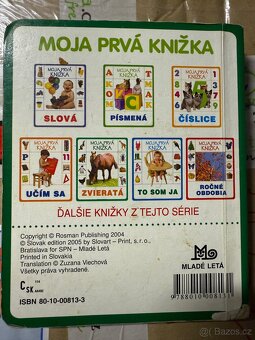 MOJA PRVÁ KNIŽKA
MOJA PRVÁ KNIŽKA
SLOVÁ
MOJA PRVÁ KNIŽKA
PÍSMENÁ
MOJA PRVÁ KNIŽKA
ČÍSLICE
MOJA PRVÁ KNIŽKA
UČÍM SA
MOJA PRVÁ KNIŽKA
ZVIERATÁ
MOJA PRVÁ KNIŽKA
TO SOM JA
MOJA PRVÁ KNIŽKA
ROČNÉ OBDOBIA
ĎALŠIE KNIŽKY Z TEJTO SÉRIE
Copyright © Rosman Publishing 2004
© Slovak edition 2005 by Slovart – Print, s. r. o.,
Bratislava for SPN – Mladé Letá
Printed in Slovakia
Translation © Zuzana Viechová
Všetky práva vyhradené.
MLADÉ LETÁ
ISBN 80-10-00813-3
9 788010 008131